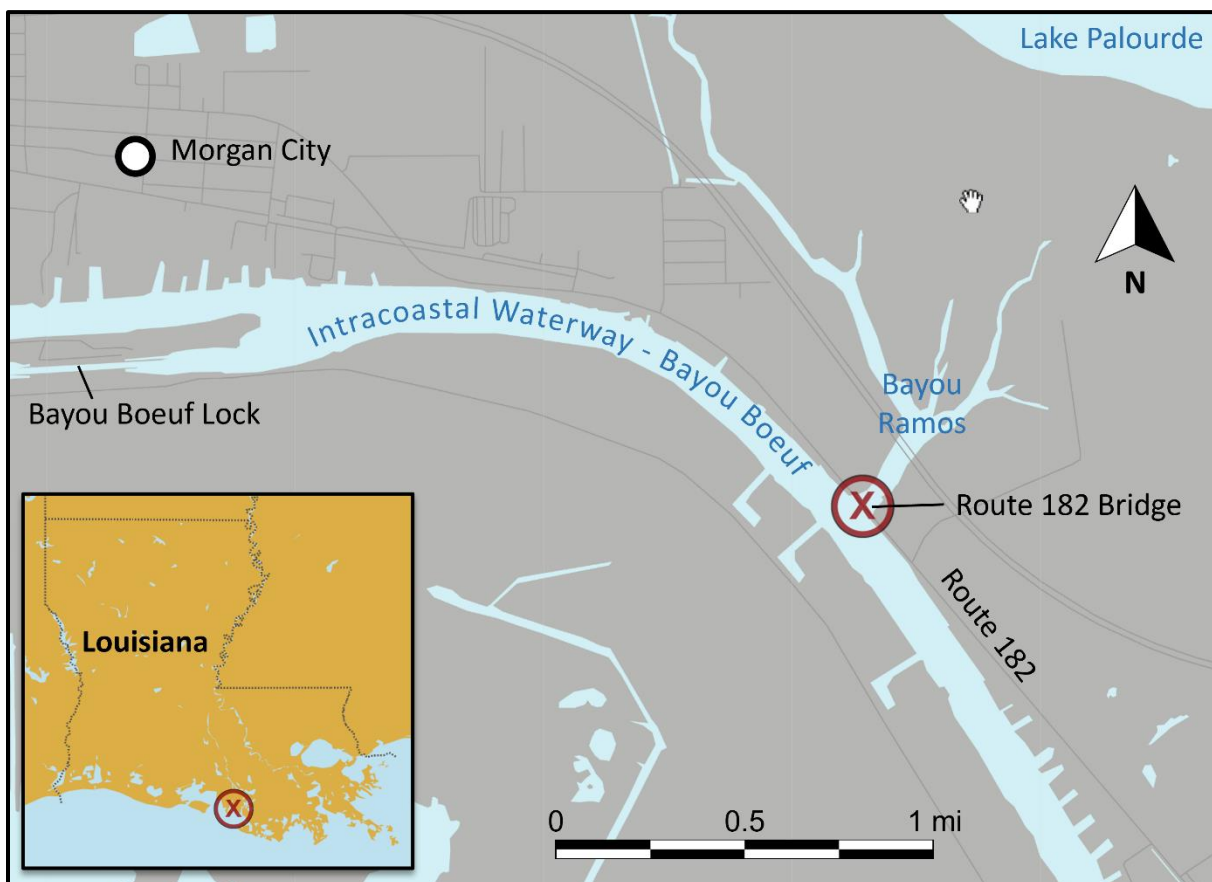 Lake Palourde
Morgan City
N
Intracoastal Waterway - Bayou Boeuf
Bayou Boeuf Lock
Bayou
Ramos
X
Route 182 Bridge
Route 182
Louisiana
X
0 0.5 1 mi